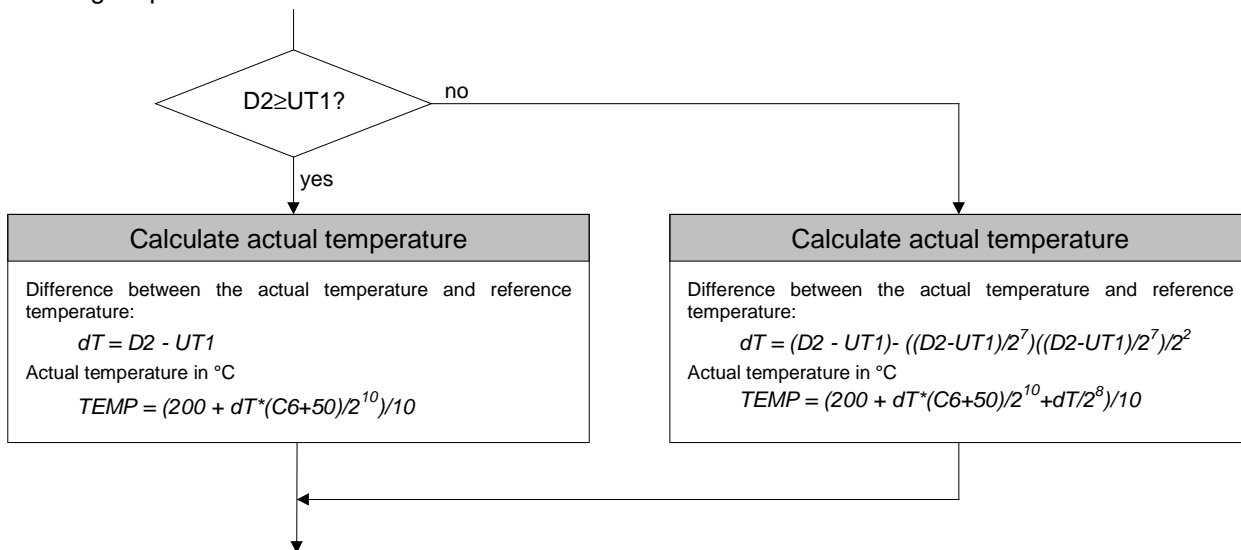 D2≥UT1?
no
yes
Calculate actual temperature
Difference between the actual temperature and reference
temperature:
dT = D2 - UT1
Actual temperature in °C
TEMP = (200 + dT*(C6+50)/2^10)/10
Calculate actual temperature
Difference between the actual temperature and reference
temperature:
dT = (D2 - UT1)- ((D2-UT1)/2^7)((D2-UT1)/2^7)/2^2
Actual temperature in °C
TEMP = (200 + dT*(C6+50)/2^10+dT/2^8)/10